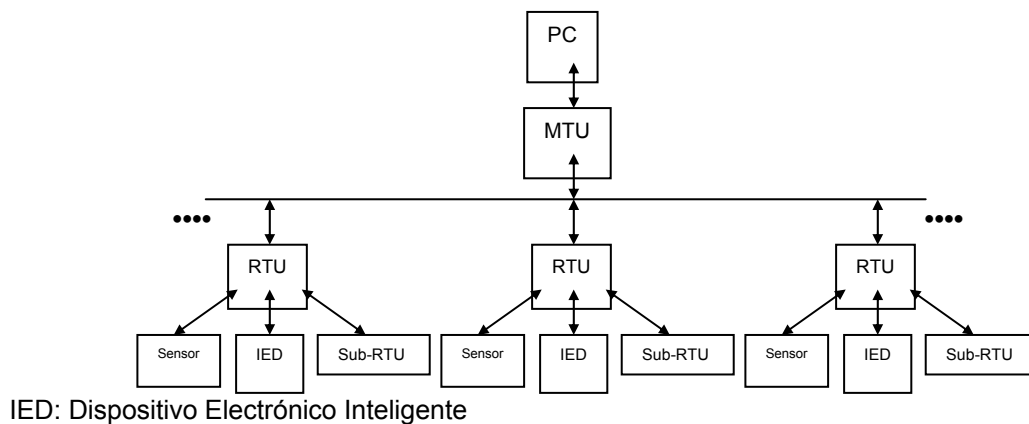 PC
MTU
RTU RTU RTU
Sensor IED Sub-RTU Sensor IED Sub-RTU Sensor IED Sub-RTU
IED: Dispositivo Electrónico Inteligente